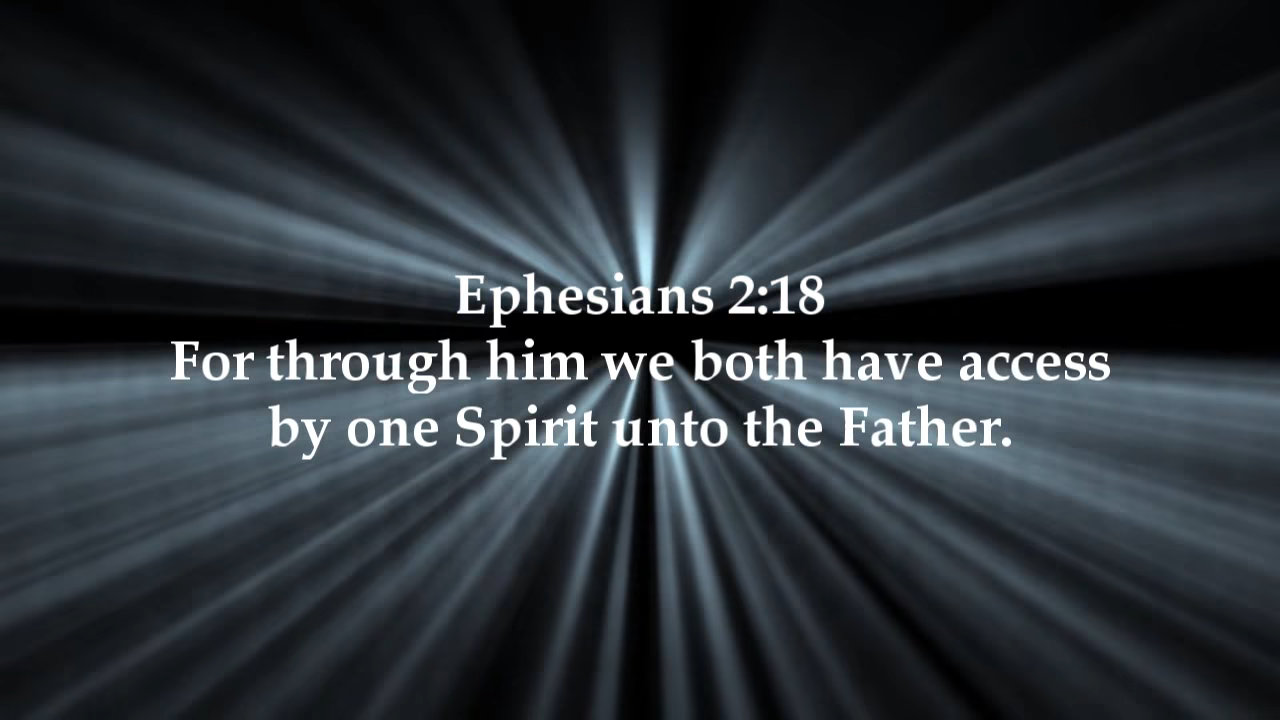 Ephesians 2:18
For through him we both have access
by one Spirit unto the Father.